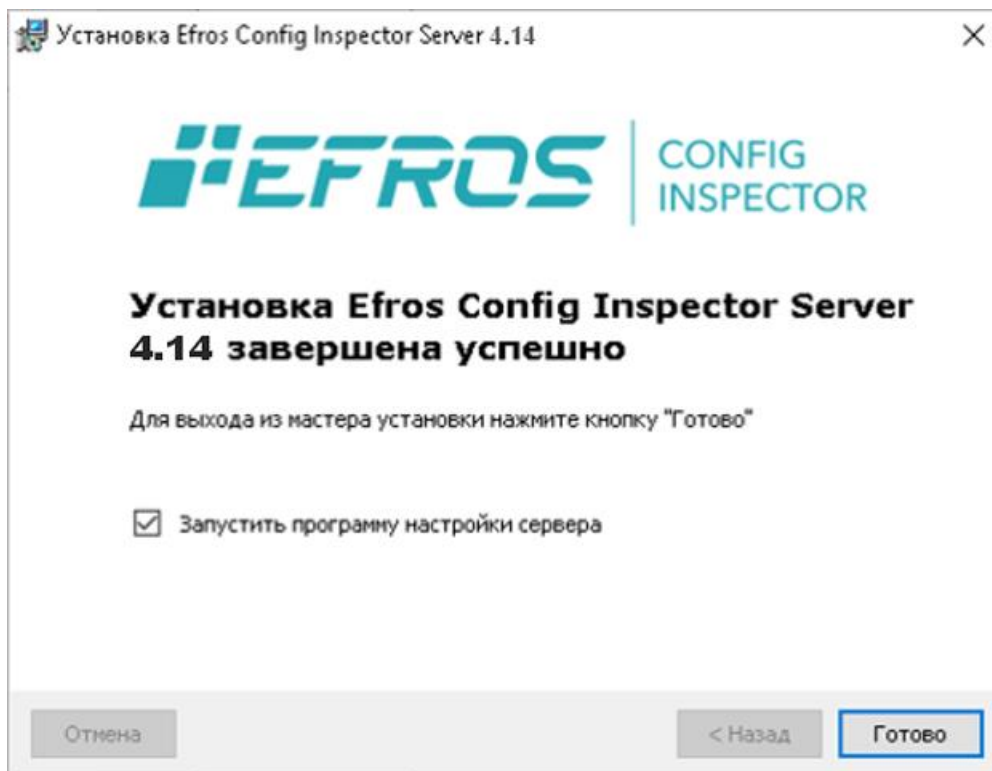 Установка Efros Config Inspector Server 4.14
EFROS
CONFIG
INSPECTOR
Установка Efros Config Inspector Server
4.14 завершена успешно
Для выхода из мастера установки нажмите кнопку "Готово"
Запустить программу настройки сервера
Отмена
< Назад
Готово